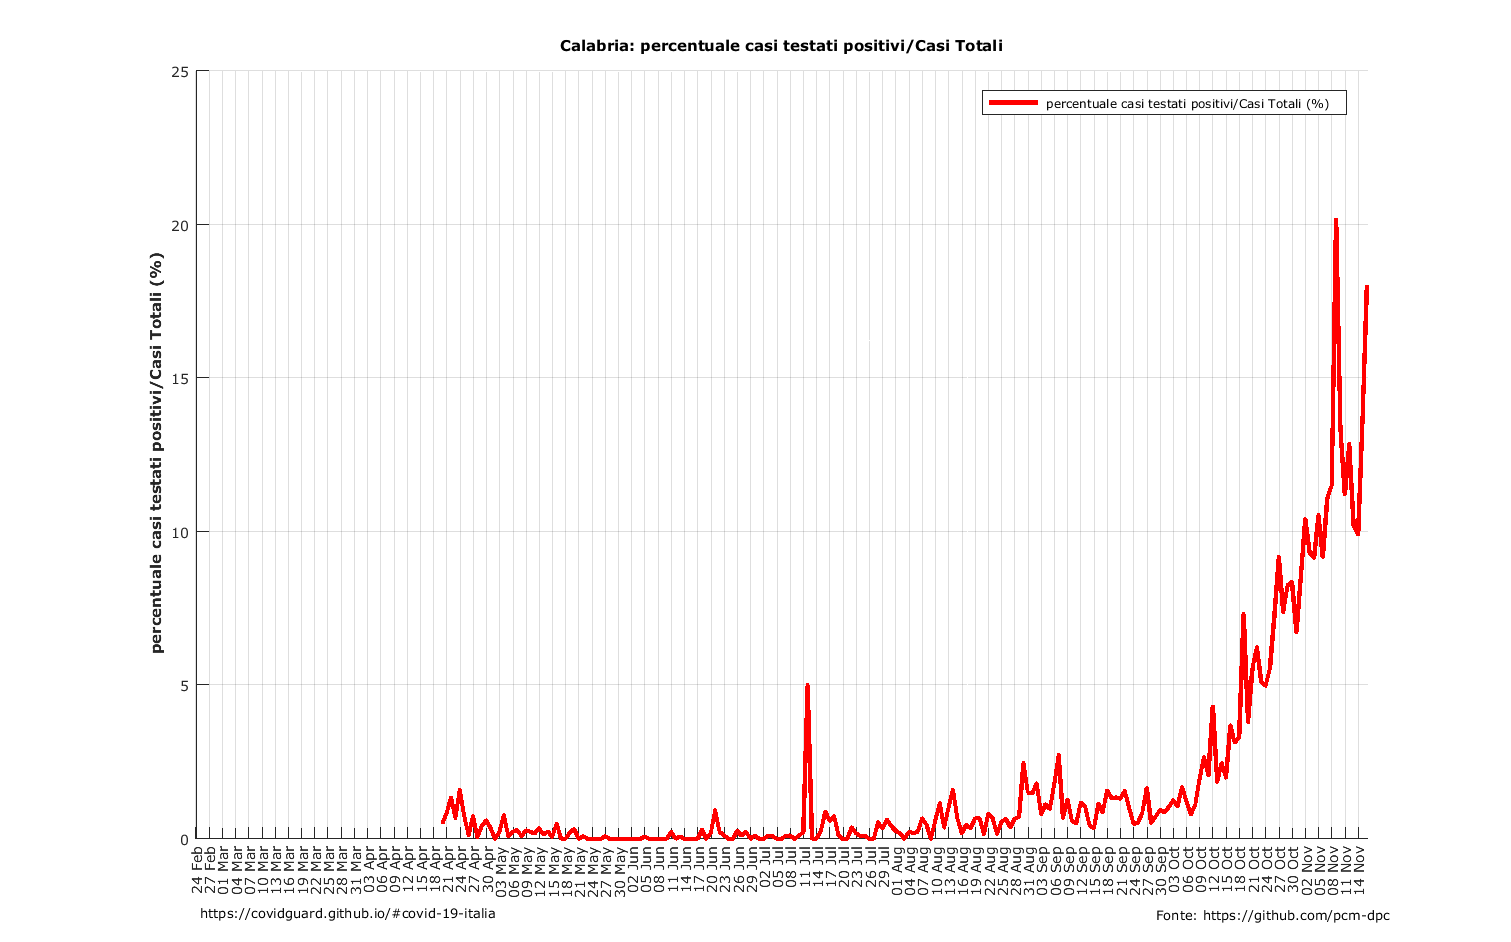 Calabria: percentuale casi testati positivi/Casi Totali
percentuale casi testati positivi/Casi Totali (%)
percentuale casi testati positivi/Casi Totali (%)
25
20
15
10
5
0
24 Feb
27 Feb
01 Mar
04 Mar
07 Mar
10 Mar
13 Mar
16 Mar
19 Mar
22 Mar
25 Mar
28 Mar
31 Mar
03 Apr
06 Apr
09 Apr
12 Apr
15 Apr
18 Apr
21 Apr
24 Apr
27 Apr
30 Apr
03 May
06 May
09 May
12 May
15 May
18 May
21 May
24 May
27 May
30 May
02 Jun
05 Jun
08 Jun
11 Jun
14 Jun
17 Jun
20 Jun
23 Jun
26 Jun
29 Jun
02 Jul
05 Jul
08 Jul
11 Jul
14 Jul
17 Jul
20 Jul
23 Jul
26 Jul
29 Jul
01 Aug
04 Aug
07 Aug
10 Aug
13 Aug
16 Aug
19 Aug
22 Aug
25 Aug
28 Aug
31 Aug
03 Sep
06 Sep
09 Sep
12 Sep
15 Sep
18 Sep
21 Sep
24 Sep
27 Sep
30 Sep
03 Oct
06 Oct
09 Oct
12 Oct
15 Oct
18 Oct
21 Oct
24 Oct
27 Oct
30 Oct
02 Nov
05 Nov
08 Nov
11 Nov
14 Nov
https://covidguard.github.io/#covid-19-italia
Fonte: https://github.com/pcm-dpc